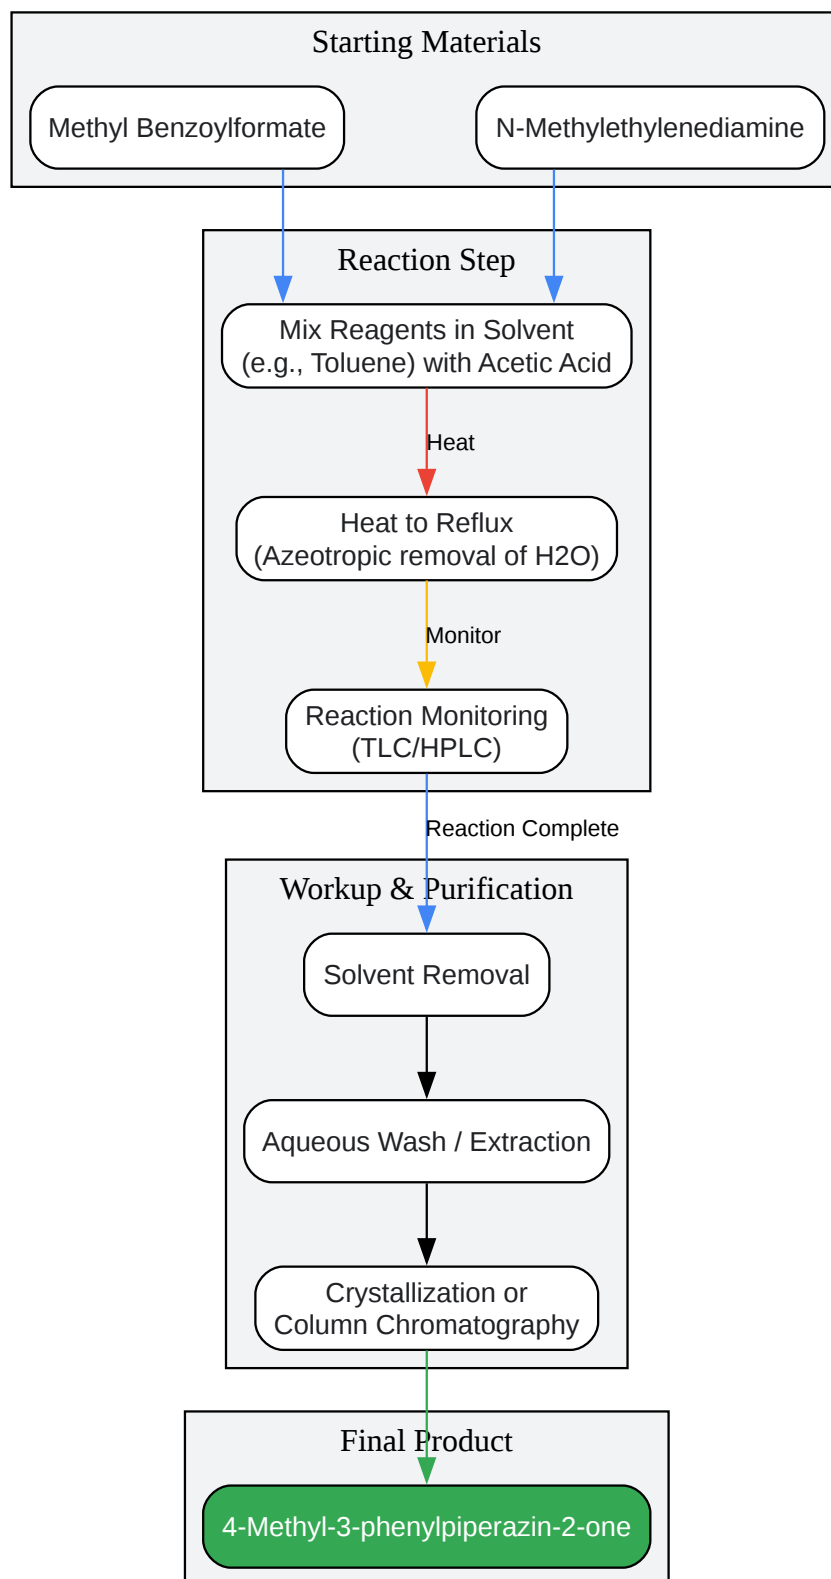 Starting Materials
Methyl Benzoylformate
N-Methylethylenediamine
Reaction Step
Mix Reagents in Solvent
(e.g., Toluene) with Acetic Acid
Heat
Heat to Reflux
(Azeotropic removal of H2O)
Monitor
Reaction Monitoring
(TLC/HPLC)
Reaction Complete
Workup & Purification
Solvent Removal
Aqueous Wash / Extraction
Crystallization or
Column Chromatography
Final Product
4-Methyl-3-phenylpiperazin-2-one